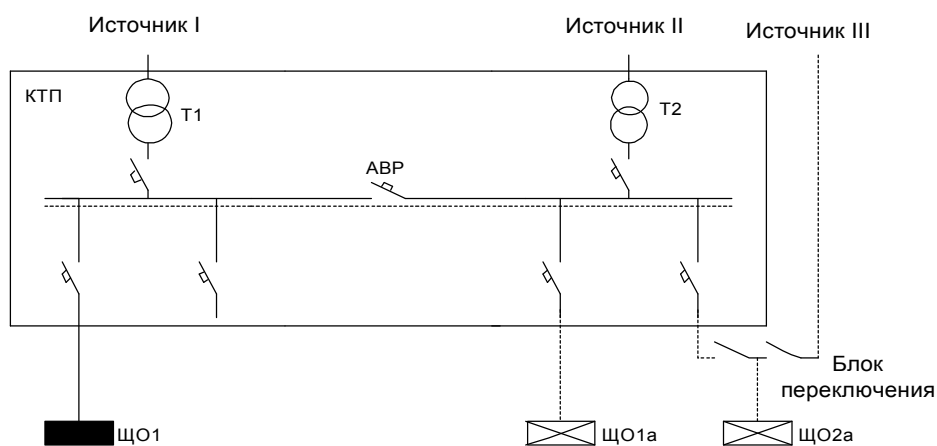 Источник I
Источник II
Источник III
КТП
Т1
Т2
АВР
Блок
переключения
ЩО1
ЩО1а
ЩО2а